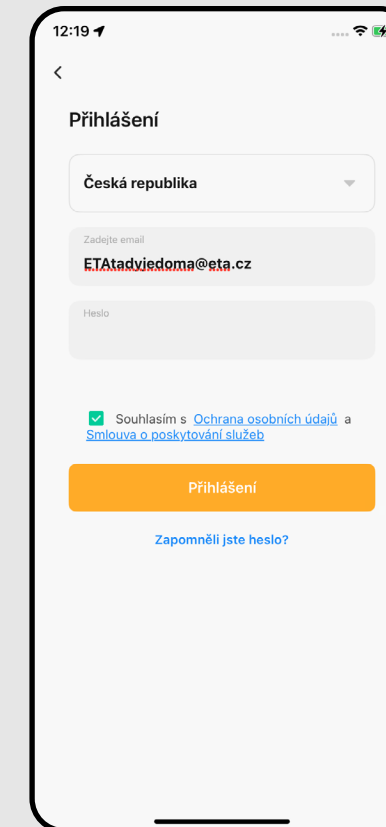 12:19
Přihlášení
Česká republika
Zadejte email
ETAtadyjedoma@eta.cz
Heslo
Souhlasím s Ochrana osobních údajů a
Smlouva o poskytování služeb
Přihlášení
Zapomněli jste heslo?